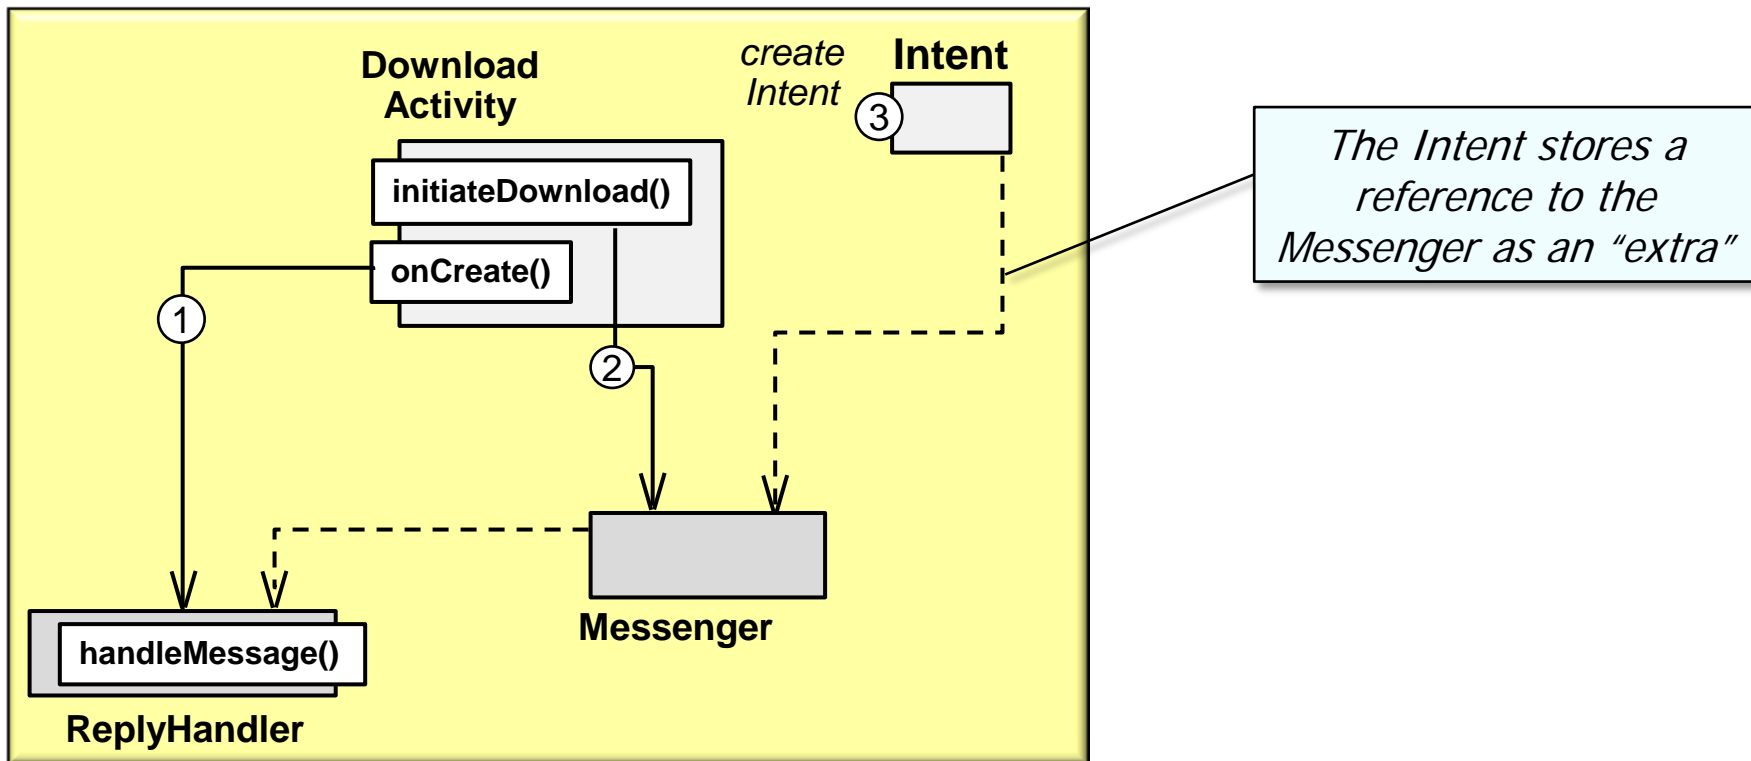 Download
Activity
create
Intent
Intent
3
initiateDownload()
onCreate()
1
2
The Intent stores a
reference to the
Messenger as an “extra”
Messenger
handleMessage()
ReplyHandler